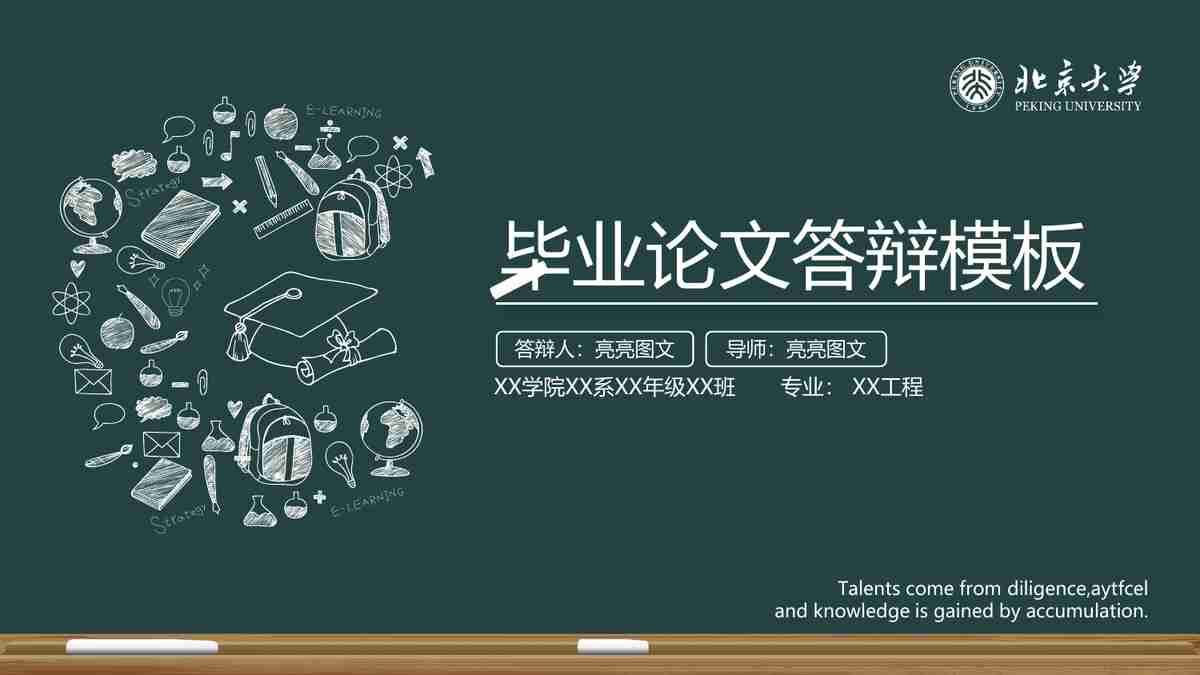 E-LEARNING
Strategy
北京大学
PEKING UNIVERSITY
毕业论文答辩模板
答辩人：亮亮图文
导师：亮亮图文
XX学院XX系XX年级XX班 专业： XX工程
Strategy
E-LEARNING
Talents come from diligence,aytfcel
and knowledge is gained by accumulation.